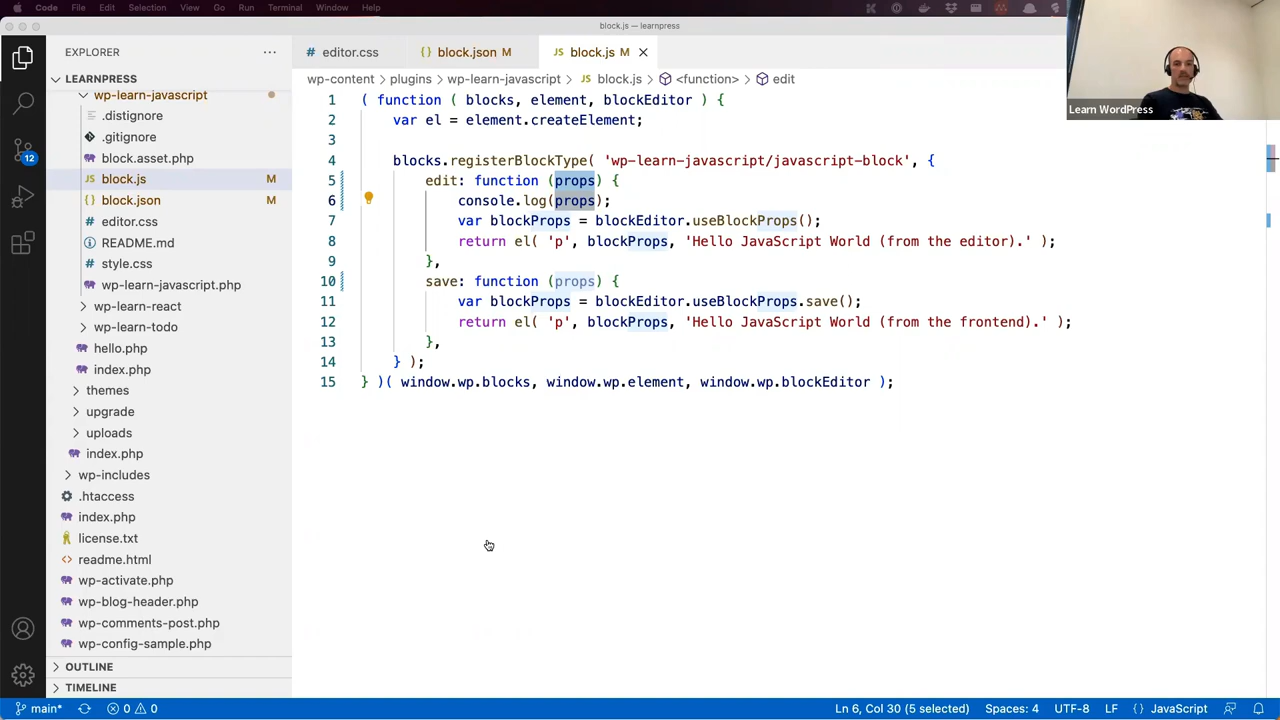 Code File Edit Selection View Go Run Terminal Window Help
block.js — learnpress
EXPLORER
LEARNPRESS
wp-learn-javascript
.distignore
.gitignore
block.asset.php
block.js M
block.json M
editor.css
README.md
style.css
wp-learn-javascript.php
wp-learn-react
wp-learn-todo
hello.php
index.php
themes
upgrade
uploads
index.php
wp-includes
.htaccess
index.php
license.txt
readme.html
wp-activate.php
wp-blog-header.php
wp-comments-post.php
wp-config-sample.php
OUTLINE
TIMELINE
12
editor.css block.json M block.js M
wp-content > plugins > wp-learn-javascript > block.js > <function> > edit
1 ( function ( blocks, element, blockEditor ) {
2 var el = element.createElement;
3
4 blocks.registerBlockType( 'wp-learn-javascript/javascript-block', {
5 edit: function (props) {
6 console.log(props);
7 var blockProps = blockEditor.useBlockProps();
8 return el( 'p', blockProps, 'Hello JavaScript World (from the editor).' );
9 },
10 save: function (props) {
11 var blockProps = blockEditor.useBlockProps.save();
12 return el( 'p', blockProps, 'Hello JavaScript World (from the frontend).' );
13 },
14 } );
15 } )( window.wp.blocks, window.wp.element, window.wp.blockEditor );
Learn WordPress
main* 0 0 Ln 6, Col 30 (5 selected) Spaces: 4 UTF-8 LF {} JavaScript